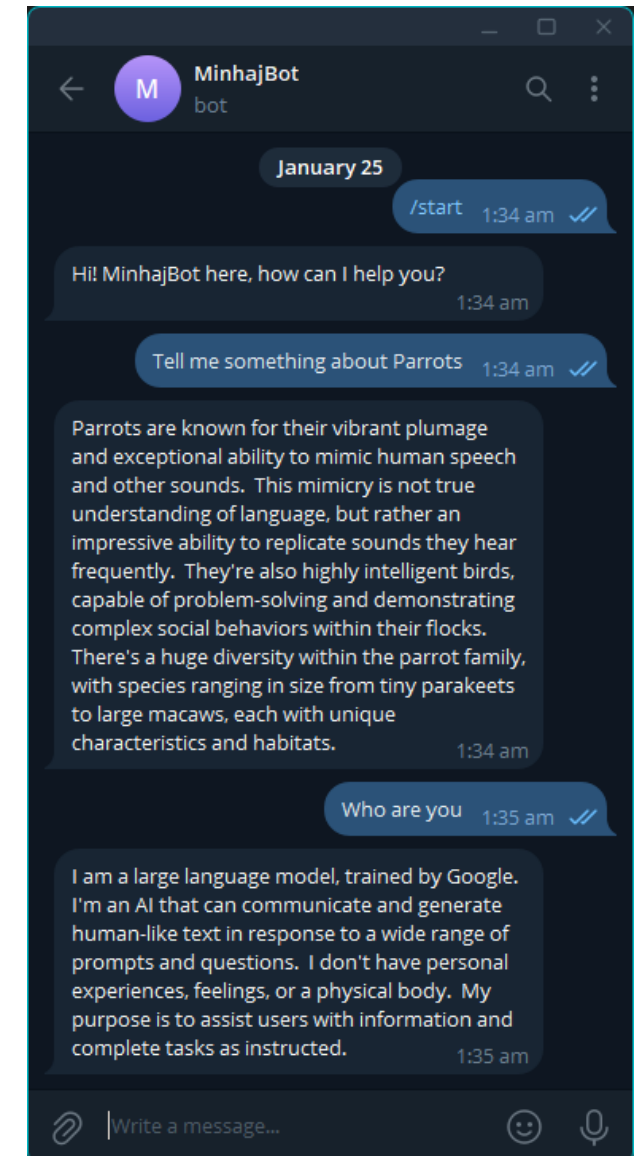 MinhajBot
bot
January 25
/start 1:34 am
Hi! MinhajBot here, how can I help you?
1:34 am
Tell me something about Parrots 1:34 am
Parrots are known for their vibrant plumage
and exceptional ability to mimic human speech
and other sounds.  This mimicry is not true
understanding of language, but rather an
impressive ability to replicate sounds they hear
frequently.  They're also highly intelligent birds,
capable of problem-solving and demonstrating
complex social behaviors within their flocks.
There's a huge diversity within the parrot family,
with species ranging in size from tiny parakeets
to large macaws, each with unique
characteristics and habitats. 1:34 am
Who are you 1:35 am
I am a large language model, trained by Google.
I'm an AI that can communicate and generate
human-like text in response to a wide range of
prompts and questions.  I don't have personal
experiences, feelings, or a physical body.  My
purpose is to assist users with information and
complete tasks as instructed. 1:35 am
Write a message...